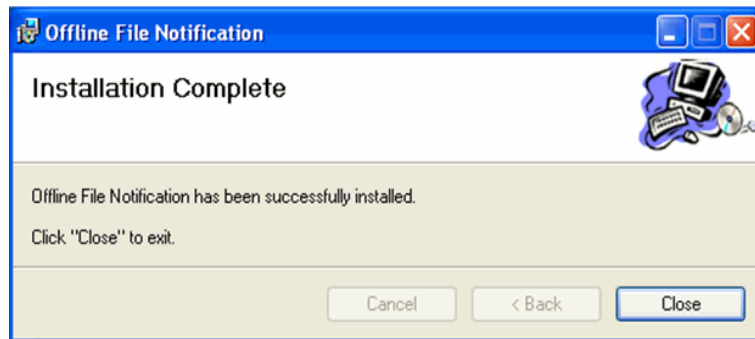 Offline File Notification
Installation Complete
Offline File Notification has been successfully installed.
Click "Close" to exit.
Cancel
< Back
Close